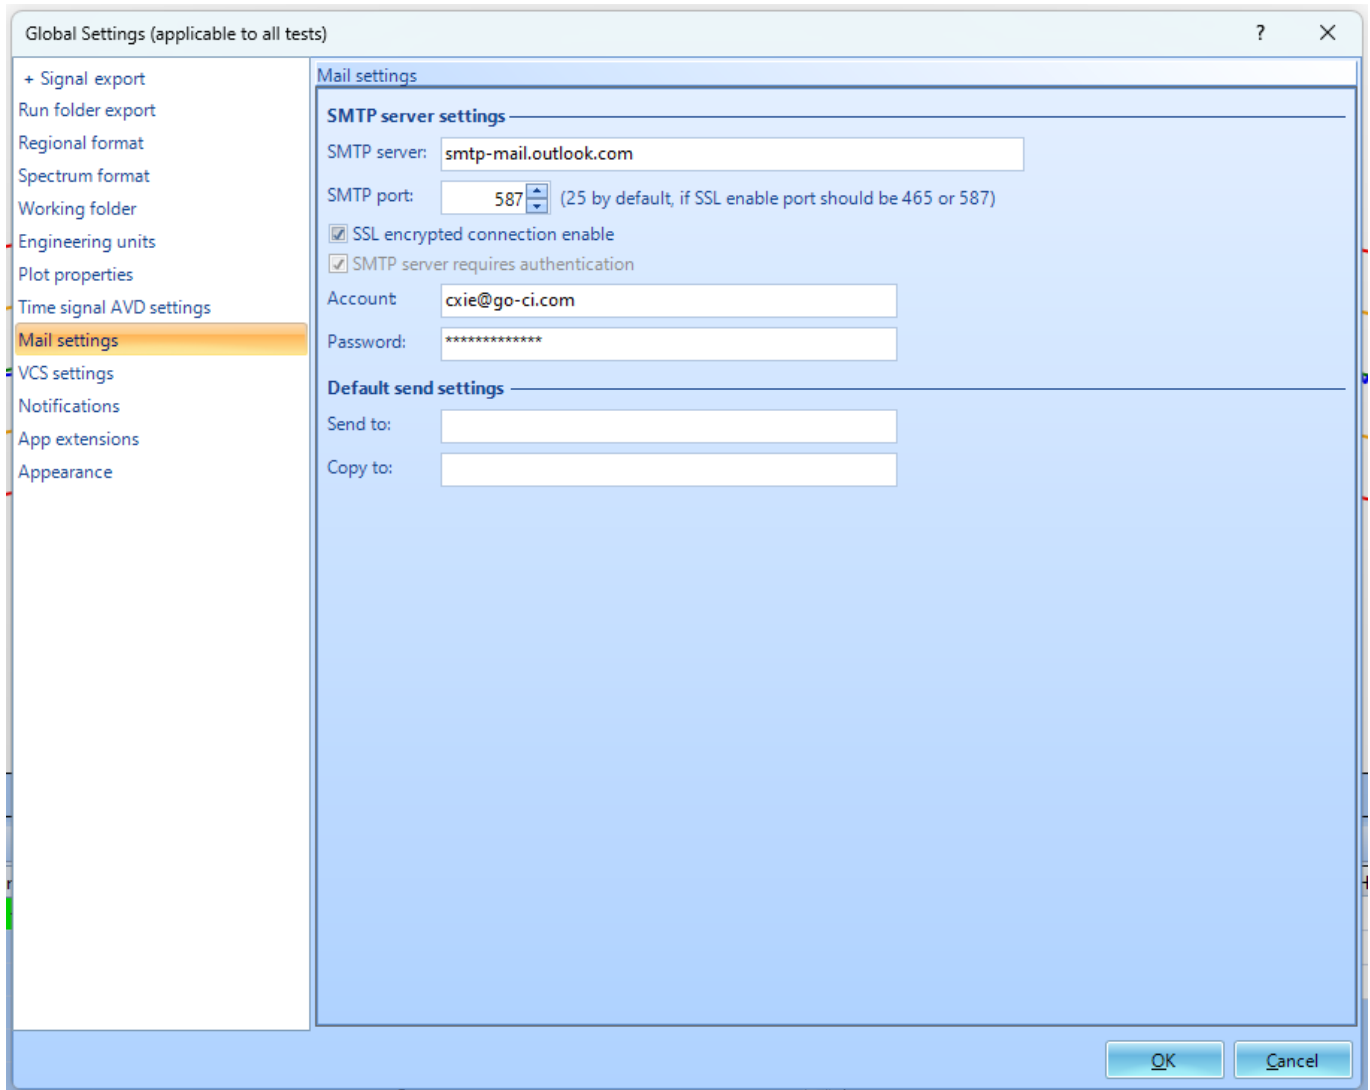 Global Settings (applicable to all tests) ?
+ Signal export
Run folder export
Regional format
Spectrum format
Working folder
Engineering units
Plot properties
Time signal AVD settings
Mail settings
VCS settings
Notifications
App extensions
Appearance
Mail settings
SMTP server settings
SMTP server: smtp-mail.outlook.com
SMTP port: 587 (25 by default, if SSL enable port should be 465 or 587)
SSL encrypted connection enable
SMTP server requires authentication
Account: cxie@go-ci.com
Password: *************
Default send settings
Send to:
Copy to:
OK Cancel